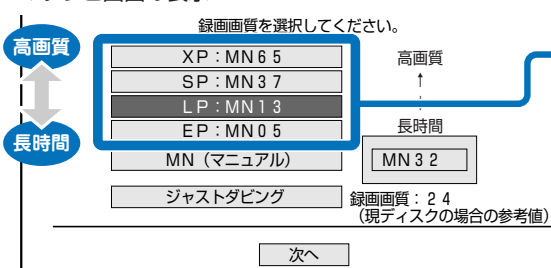 録画画質を選択してください。
高画質
XP：MN65
高画質
SP：MN37
↑
LP：MN13
長時間
EP：MN05
長時間
MN（マニュアル）
MN32
ジャストダビング
録画画質：24
（現ディスクの場合の参考値）
次へ